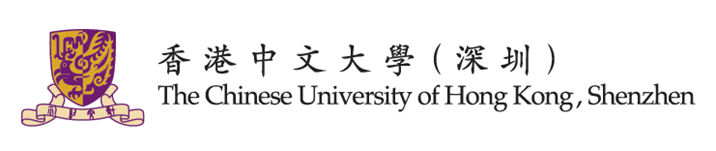 香港中文大學(深圳)
The Chinese University of Hong Kong, Shenzhen